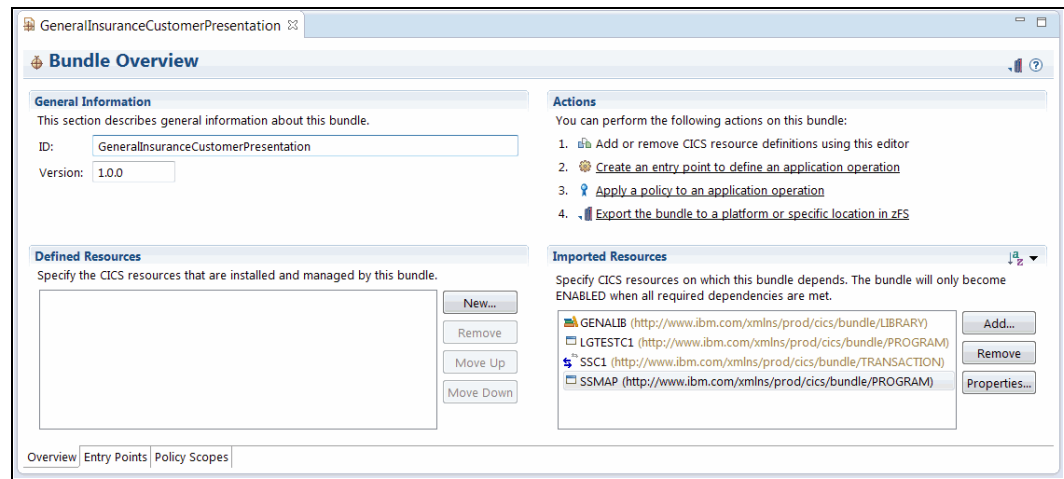 GeneralInsuranceCustomerPresentation
Bundle Overview
General Information
This section describes general information about this bundle.
ID: GeneralInsuranceCustomerPresentation
Version: 1.0.0
Actions
You can perform the following actions on this bundle:
1. Add or remove CICS resource definitions using this editor
2. Create an entry point to define an application operation
3. Apply a policy to an application operation
4. Export the bundle to a platform or specific location in zFS
Defined Resources
Specify the CICS resources that are installed and managed by this bundle.
New...
Remove
Move Up
Move Down
Imported Resources
Specify CICS resources on which this bundle depends. The bundle will only become
ENABLED when all required dependencies are met.
GENALIB (http://www.ibm.com/xmlns/prod/cics/bundle/LIBRARY)
LGTESTC1 (http://www.ibm.com/xmlns/prod/cics/bundle/PROGRAM)
SSC1 (http://www.ibm.com/xmlns/prod/cics/bundle/TRANSACTION)
SSMAP (http://www.ibm.com/xmlns/prod/cics/bundle/PROGRAM)
Add...
Remove
Properties...
Overview Entry Points Policy Scopes